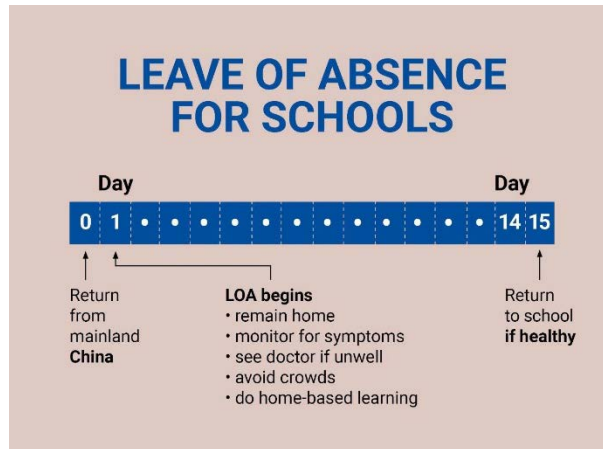 LEAVE OF ABSENCE
FOR SCHOOLS
Day Day
0 1 • • • • • • • • • • • • 14 15
Return
from
mainland
China
LOA begins
• remain home
• monitor for symptoms
• see doctor if unwell
• avoid crowds
• do home-based learning
Return
to school
if healthy